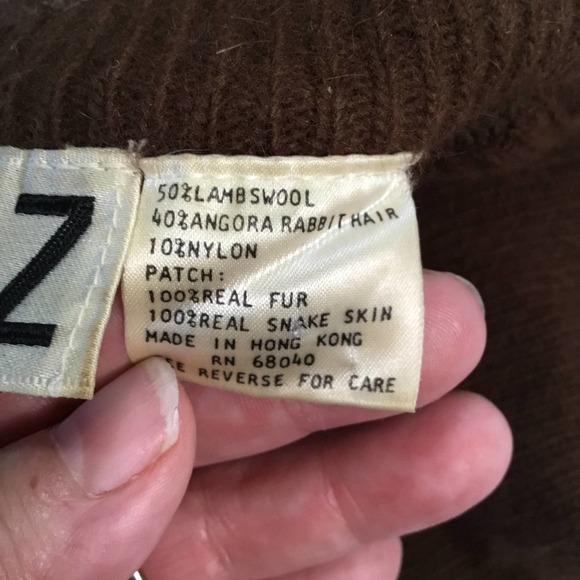 Z
50%LAMBSWOOL
40%ANGORA RABBIT HAIR
10%NYLON
PATCH:
100%REAL FUR
100%REAL SNAKE SKIN
MADE IN HONG KONG
RN 68040
REVERSE FOR CARE